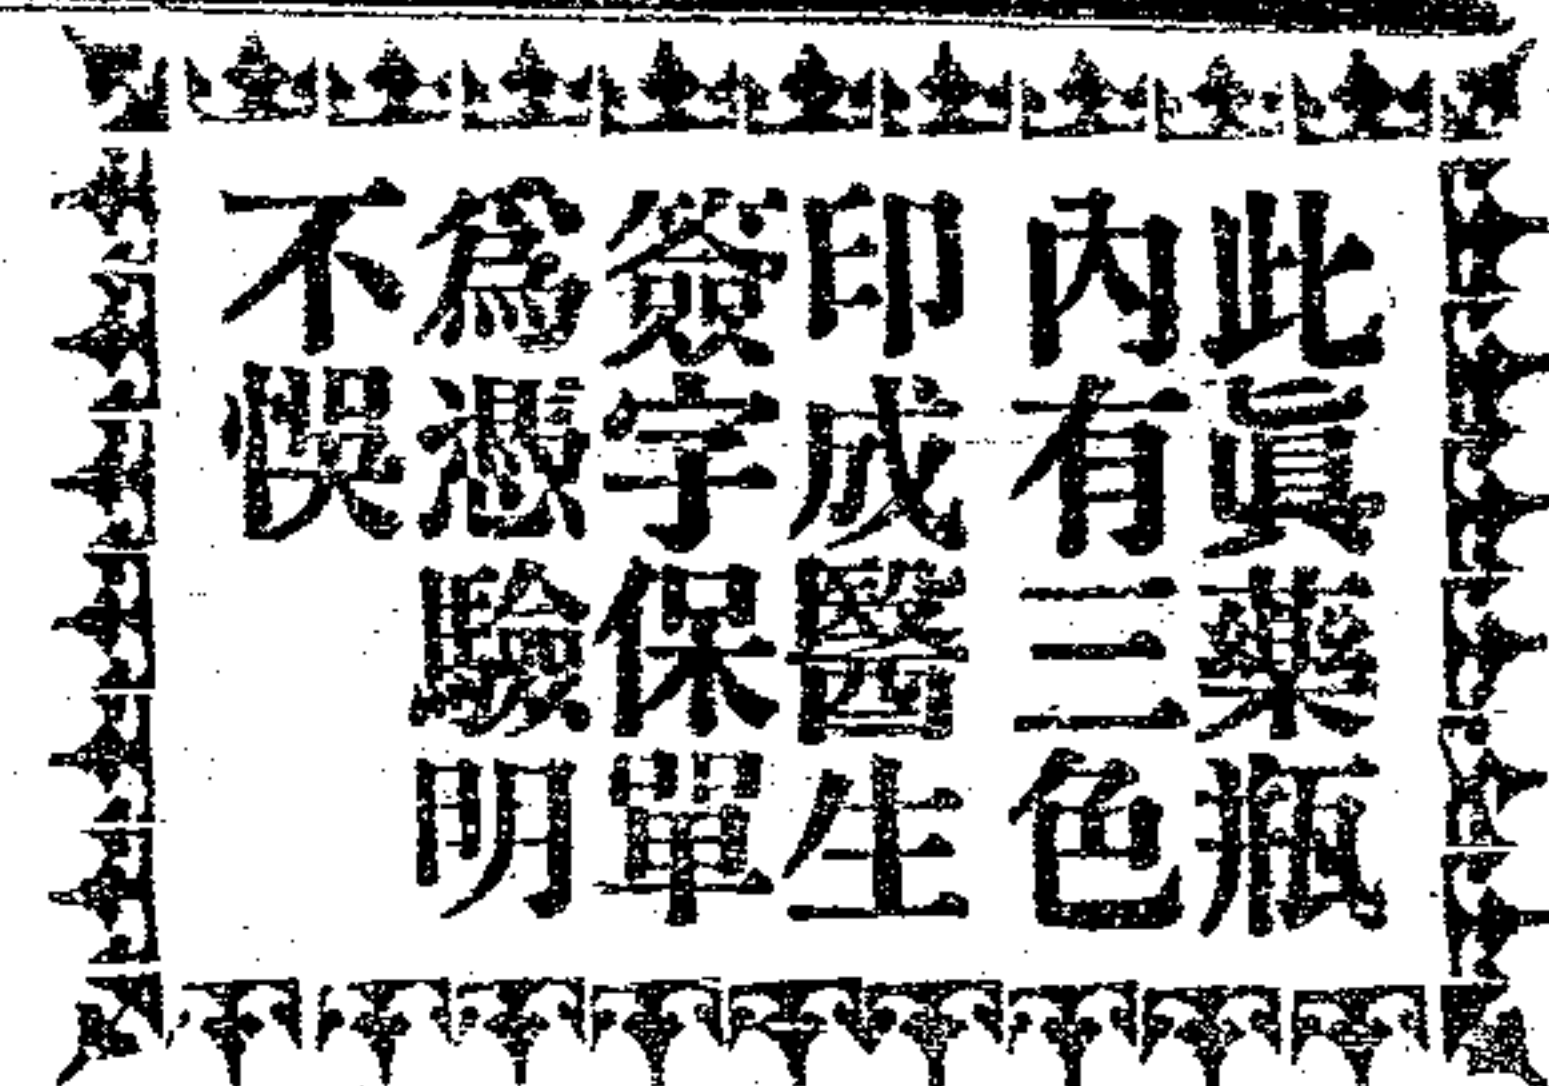 此眞藥瓶
內有三色
印成醫生
簽字保單
爲憑驗明
不悞